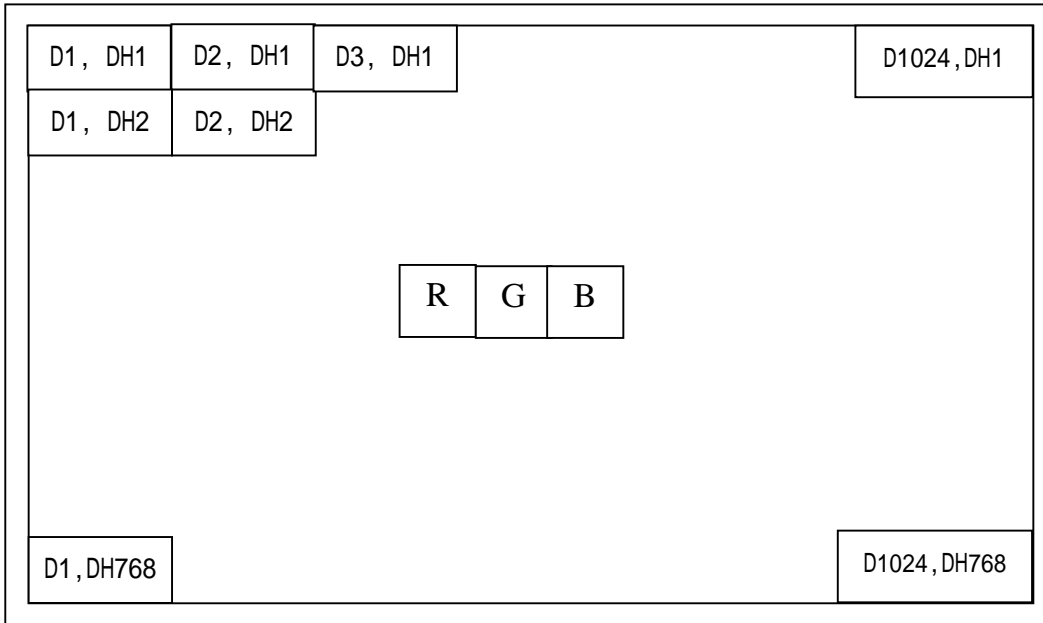 D1, DH1 D2, DH1 D3, DH1 D1024,DH1
D1, DH2 D2, DH2
R G B
D1,DH768 D1024,DH768